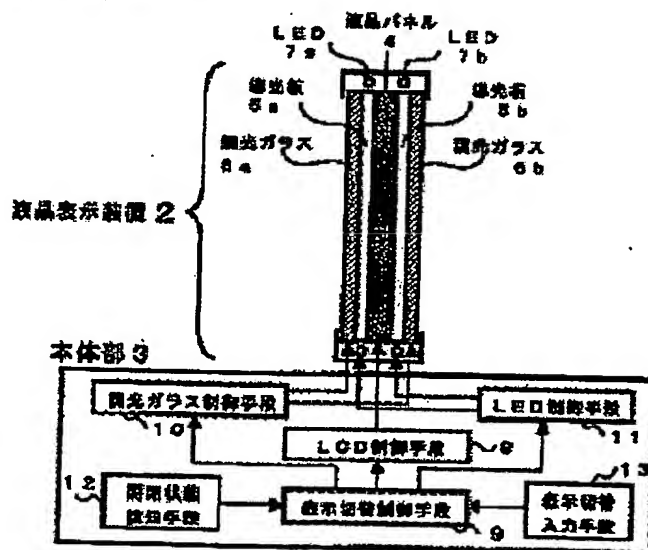 液晶パネル
4
LED
7a
LED
7b
導光板
5a
導光板
5b
調光ガラス
6a
調光ガラス
6b
液晶表示装置2
本体部3
調光ガラス制御手段
10
LED制御手段
11
LCD制御手段
8
12
開閉状態
検知手段
表示切替制御手段
9
13
表示切替
入力手段